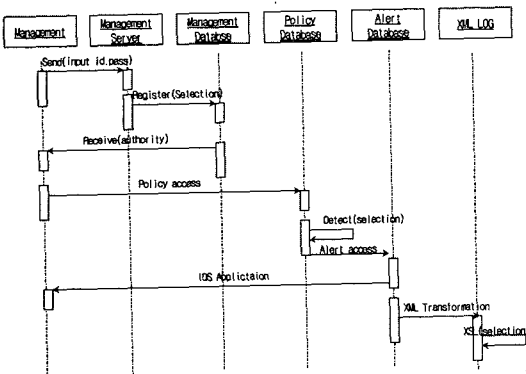 Management
Management
Server
Management
Databse
Policy
Database
Alert
Database
XML LOG
Send(input id.pass)
Register(Selection)
Receive(authority)
Policy access
Detect(selection)
Alert access
IDS Applictaion
XML Transformation
XSL(selection